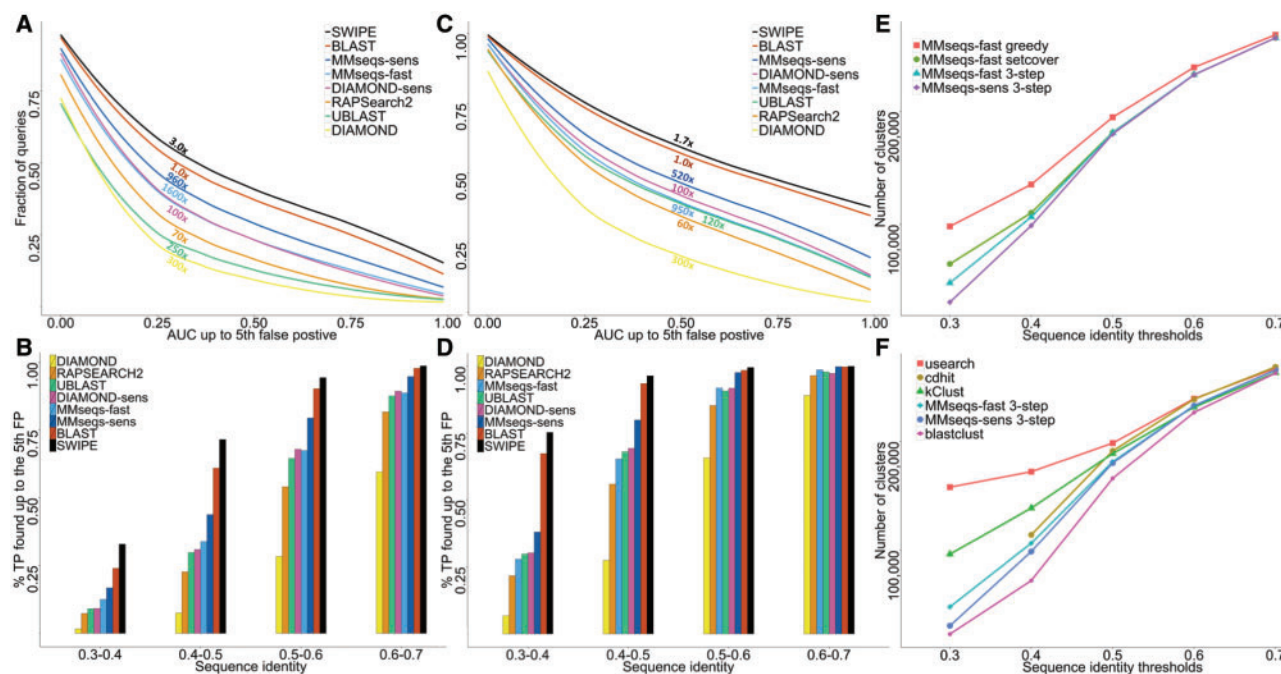 A
SWIPE
BLAST
MMseqs-sens
MMseqs-fast
DIAMOND-sens
RAPSearch2
UBLAST
DIAMOND
3.0x
1.0x
960x
1600x
100x
70x
250x
300x
Fraction of queries
0.25
0.50
0.75
0.00
0.25
0.50
0.75
1.00
AUC up to 5th false postive
C
1.00
0.75
0.50
0.25
SWIPE
BLAST
MMseqs-sens
DIAMOND-sens
MMseqs-fast
UBLAST
RAPSearch2
DIAMOND
1.7x
1.0x
520x
100x
950x
120x
60x
300x
0.00
0.25
0.50
0.75
1.00
AUC up to 5th false postive
E
MMseqs-fast greedy
MMseqs-fast setcover
MMseqs-fast 3-step
MMseqs-sens 3-step
Number of clusters
100,000
200,000
0.3
0.4
0.5
0.6
0.7
Sequence identity thresholds
B
DIAMOND
RAPSEARCH2
UBLAST
DIAMOND-sens
MMseqs-fast
MMseqs-sens
BLAST
SWIPE
% TP found up to the 5th FP
0.25
0.50
0.75
1.00
0.3-0.4
0.4-0.5
0.5-0.6
0.6-0.7
Sequence identity
D
DIAMOND
RAPSEARCH2
MMseqs-fast
UBLAST
DIAMOND-sens
MMseqs-sens
BLAST
SWIPE
% TP found up to the 5th FP
0.25
0.50
0.75
1.00
0.3-0.4
0.4-0.5
0.5-0.6
0.6-0.7
Sequence identity
F
usearch
cdhit
kClust
MMseqs-fast 3-step
MMseqs-sens 3-step
blastclust
Number of clusters
100,000
200,000
0.3
0.4
0.5
0.6
0.7
Sequence identity thresholds